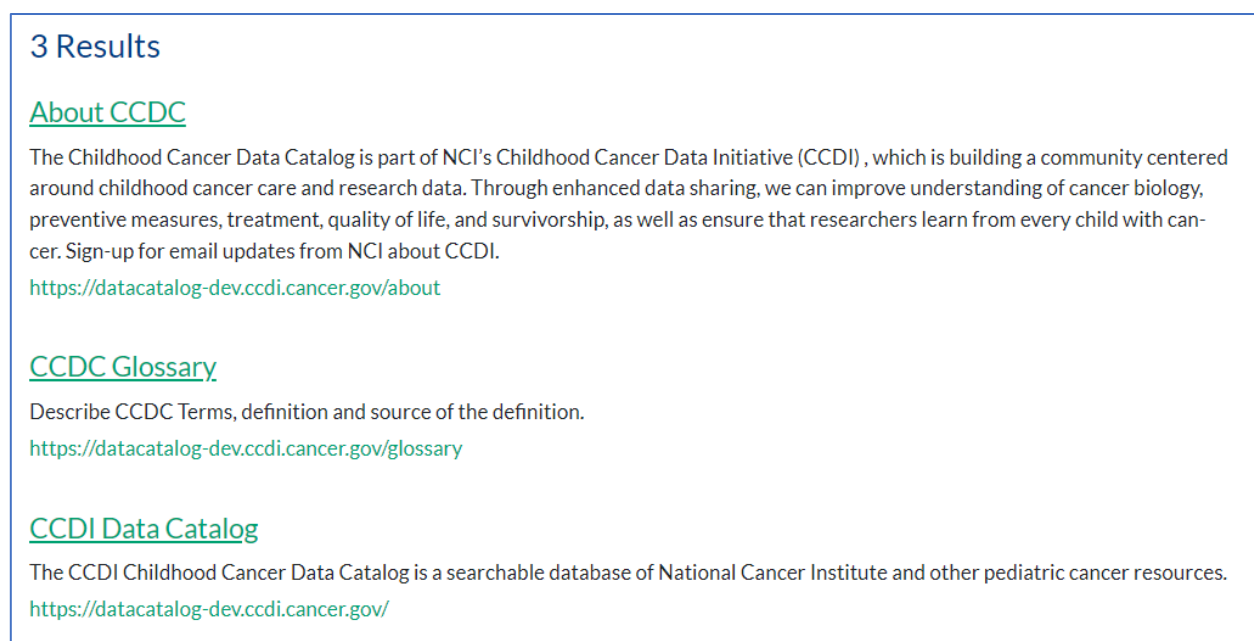 3 Results
About CCDC
The Childhood Cancer Data Catalog is part of NCI’s Childhood Cancer Data Initiative (CCDI) , which is building a community centered
around childhood cancer care and research data. Through enhanced data sharing, we can improve understanding of cancer biology,
preventive measures, treatment, quality of life, and survivorship, as well as ensure that researchers learn from every child with can-
cer. Sign-up for email updates from NCI about CCDI.
https://datacatalog-dev.ccdi.cancer.gov/about
CCDC Glossary
Describe CCDC Terms, definition and source of the definition.
https://datacatalog-dev.ccdi.cancer.gov/glossary
CCDI Data Catalog
The CCDI Childhood Cancer Data Catalog is a searchable database of National Cancer Institute and other pediatric cancer resources.
https://datacatalog-dev.ccdi.cancer.gov/